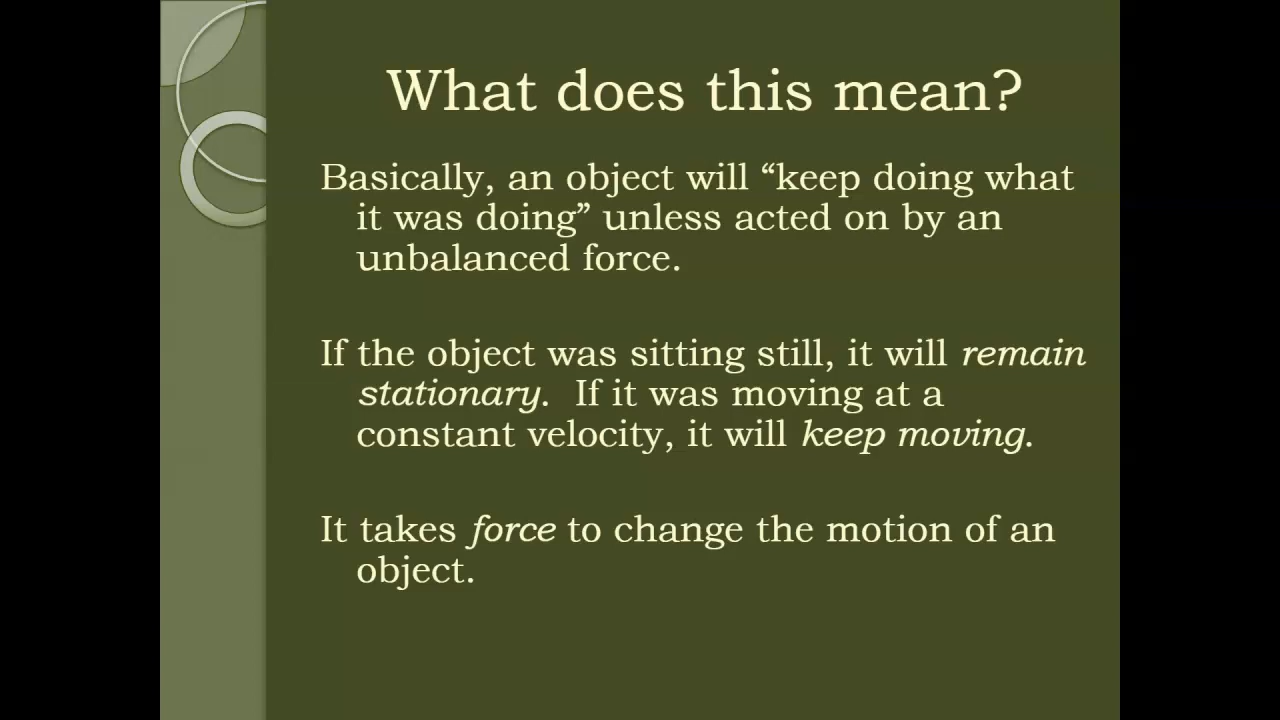 What does this mean?
Basically, an object will “keep doing what
it was doing” unless acted on by an
unbalanced force.
If the object was sitting still, it will remain
stationary.  If it was moving at a
constant velocity, it will keep moving.
It takes force to change the motion of an
object.